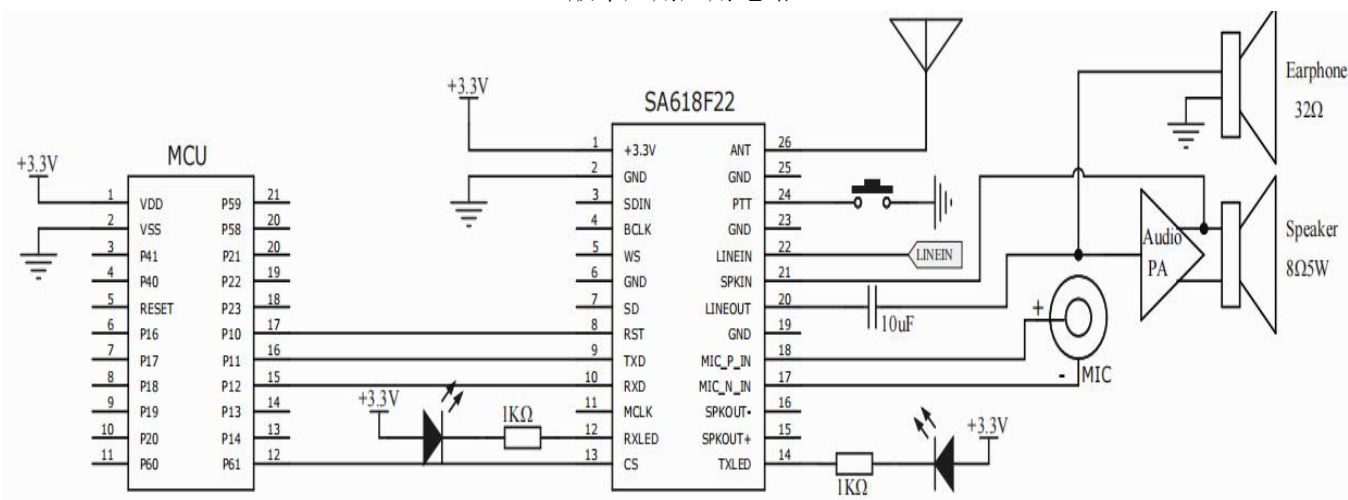 +3.3V
MCU
1 VDD P59 21
2 VSS P58 20
3 P41 P21 20
4 P40 P22 19
5 RESET P23 18
6 P16 P10 17
7 P17 P11 16
8 P18 P12 15
9 P19 P13 14
10 P20 P14 13
11 P60 P61 12
+3.3V
SA618F22
1 +3.3V ANT 26
2 GND GND 25
3 SDIN PTT 24
4 BCLK GND 23
5 WS LINEIN 22
6 GND SPKIN 21
7 SD LINEOUT 20
8 RST GND 19
9 TXD MIC_P_IN 18
10 RXD MIC_N_IN 17
11 MCLK SPKOUT- 16
12 RXLED SPKOUT+ 15
13 CS TXLED 14
+3.3V
1KΩ
LINEIN
10uF
1KΩ
+3.3V
+
-
MIC
Audio
PA
Earphone
32Ω
Speaker
8Ω5W